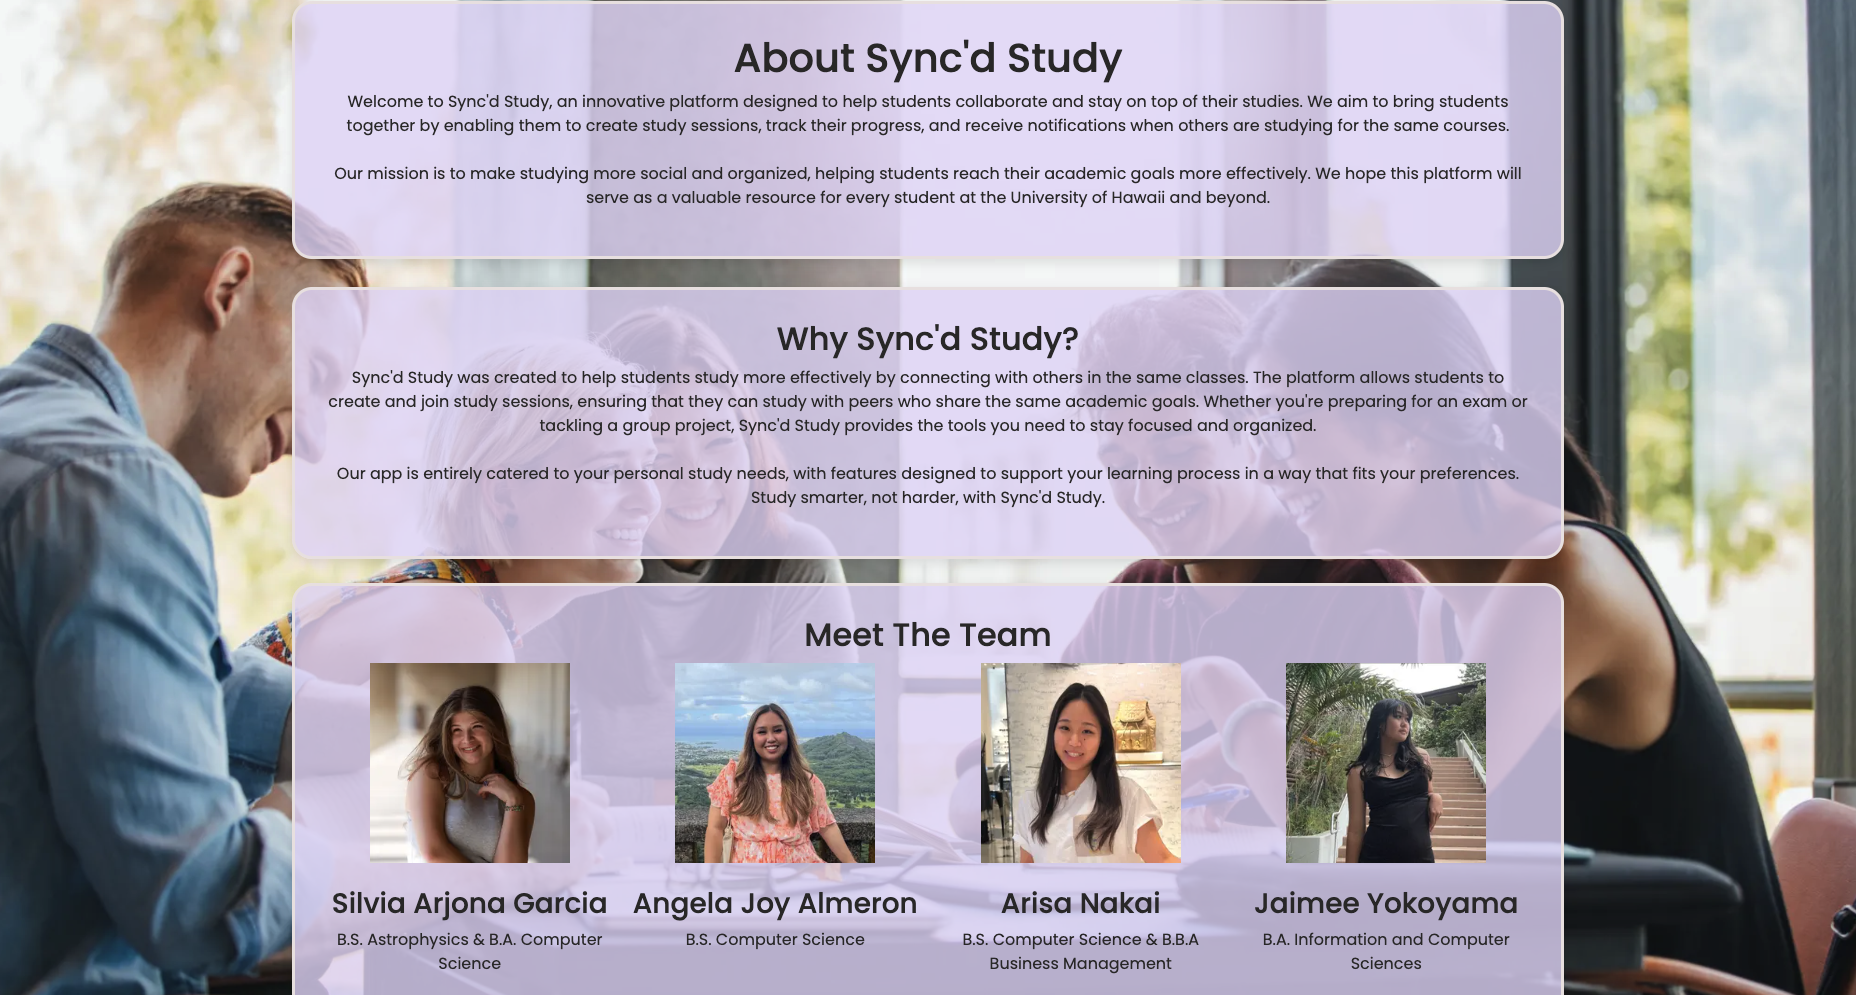 About Sync'd Study
Welcome to Sync'd Study, an innovative platform designed to help students collaborate and stay on top of their studies. We aim to bring students
together by enabling them to create study sessions, track their progress, and receive notifications when others are studying for the same courses.
Our mission is to make studying more social and organized, helping students reach their academic goals more effectively. We hope this platform will
serve as a valuable resource for every student at the University of Hawaii and beyond.
Why Sync'd Study?
Sync'd Study was created to help students study more effectively by connecting with others in the same classes. The platform allows students to
create and join study sessions, ensuring that they can study with peers who share the same academic goals. Whether you're preparing for an exam or
tackling a group project, Sync'd Study provides the tools you need to stay focused and organized.
Our app is entirely catered to your personal study needs, with features designed to support your learning process in a way that fits your preferences.
Study smarter, not harder, with Sync'd Study.
Meet The Team
Silvia Arjona Garcia
B.S. Astrophysics & B.A. Computer
Science
Angela Joy Almeron
B.S. Computer Science
Arisa Nakai
B.S. Computer Science & B.B.A
Business Management
Jaimee Yokoyama
B.A. Information and Computer
Sciences